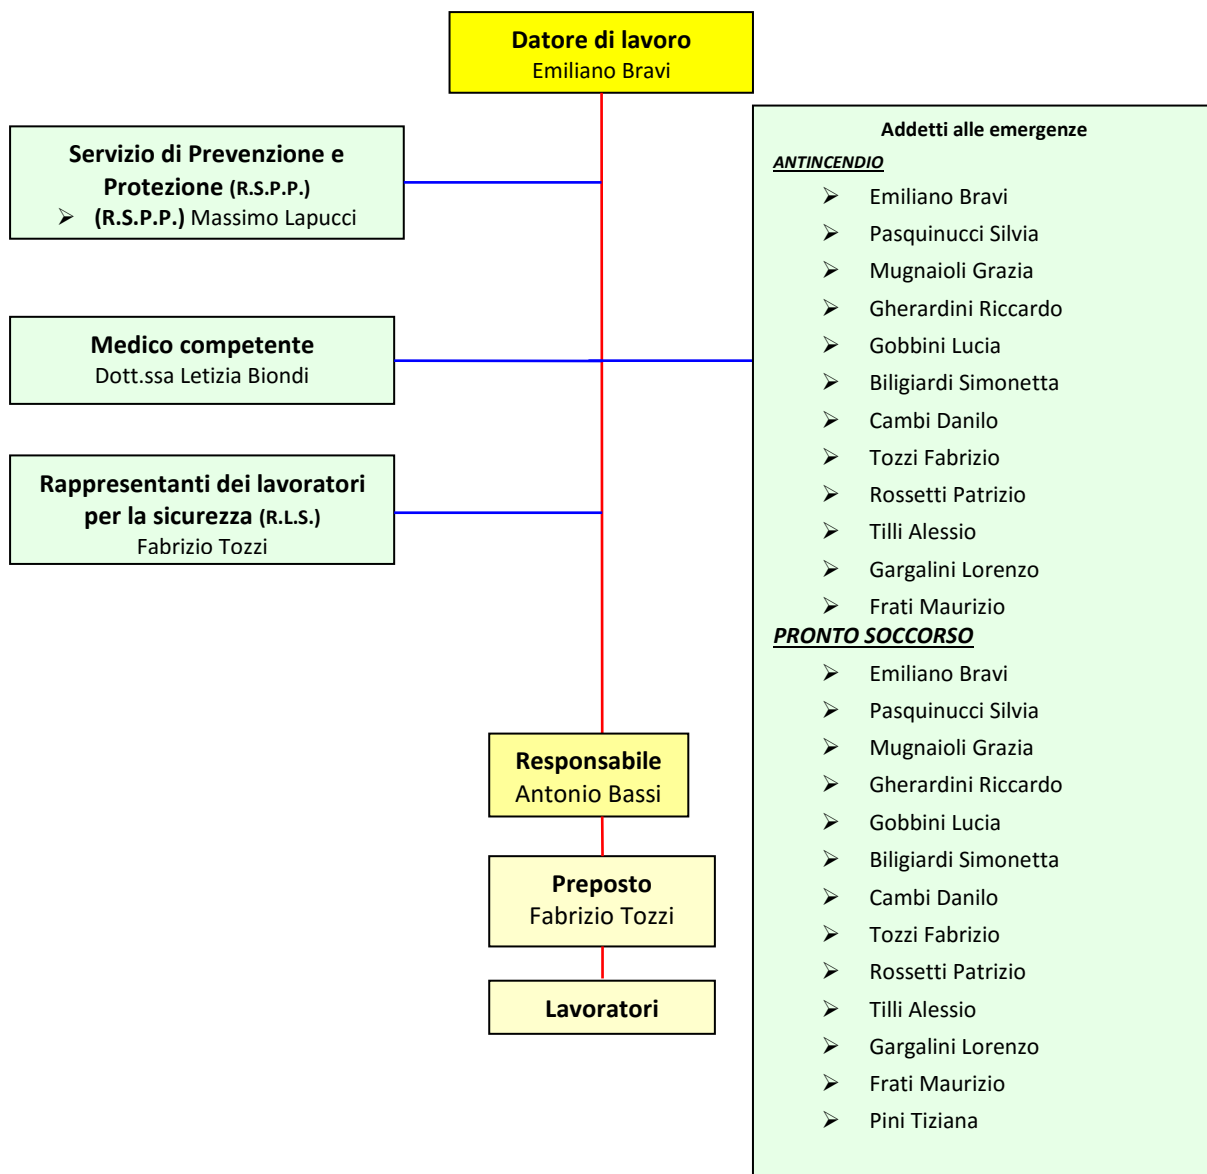 Datore di lavoro
Emiliano Bravi
Servizio di Prevenzione e
Protezione (R.S.P.P.)
➢ (R.S.P.P.) Massimo Lapucci
Medico competente
Dott.ssa Letizia Biondi
Rappresentanti dei lavoratori
per la sicurezza (R.L.S.)
Fabrizio Tozzi
Responsabile
Antonio Bassi
Preposto
Fabrizio Tozzi
Lavoratori
Addetti alle emergenze
ANTINCENDIO
➢ Emiliano Bravi
➢ Pasquinucci Silvia
➢ Mugnaioli Grazia
➢ Gherardini Riccardo
➢ Gobbini Lucia
➢ Biligiardi Simonetta
➢ Cambi Danilo
➢ Tozzi Fabrizio
➢ Rossetti Patrizio
➢ Tilli Alessio
➢ Gargalini Lorenzo
➢ Frati Maurizio
PRONTO SOCCORSO
➢ Emiliano Bravi
➢ Pasquinucci Silvia
➢ Mugnaioli Grazia
➢ Gherardini Riccardo
➢ Gobbini Lucia
➢ Biligiardi Simonetta
➢ Cambi Danilo
➢ Tozzi Fabrizio
➢ Rossetti Patrizio
➢ Tilli Alessio
➢ Gargalini Lorenzo
➢ Frati Maurizio
➢ Pini Tiziana